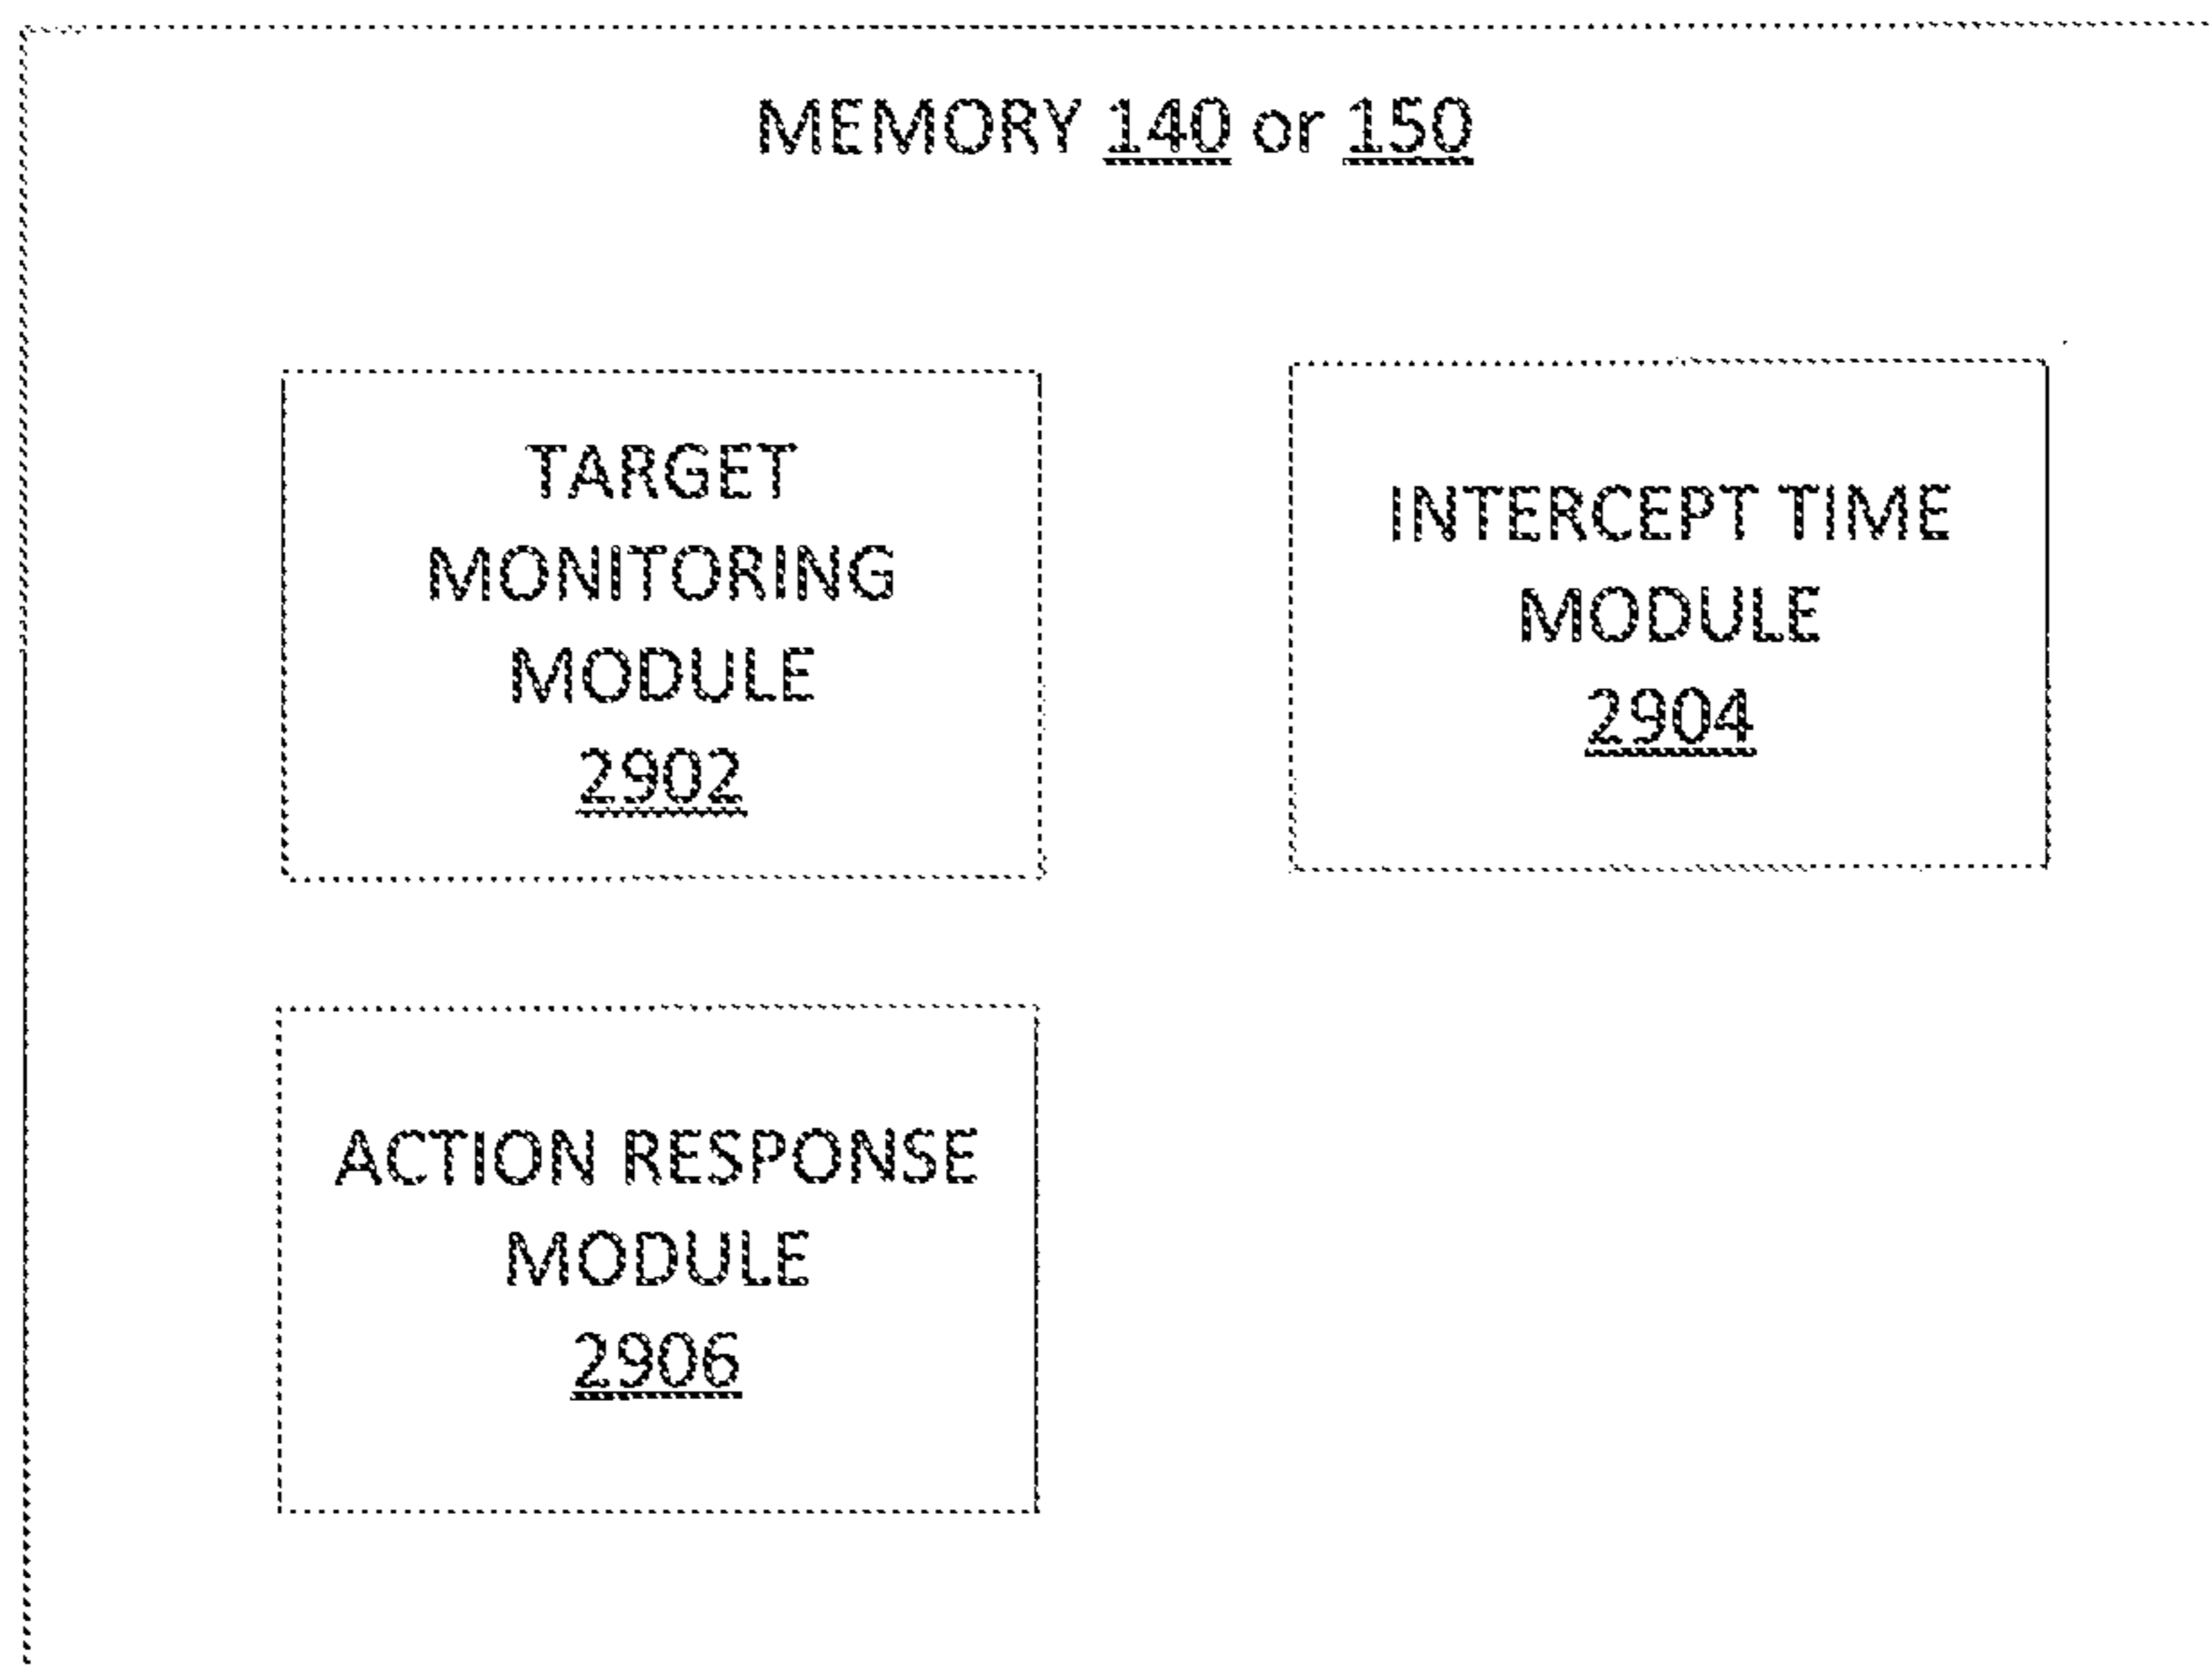 MEMORY 140 or 150
TARGET
MONITORING
MODULE
2902
INTERCEPT TIME
MODULE
2904
ACTION RESPONSE
MODULE
2906